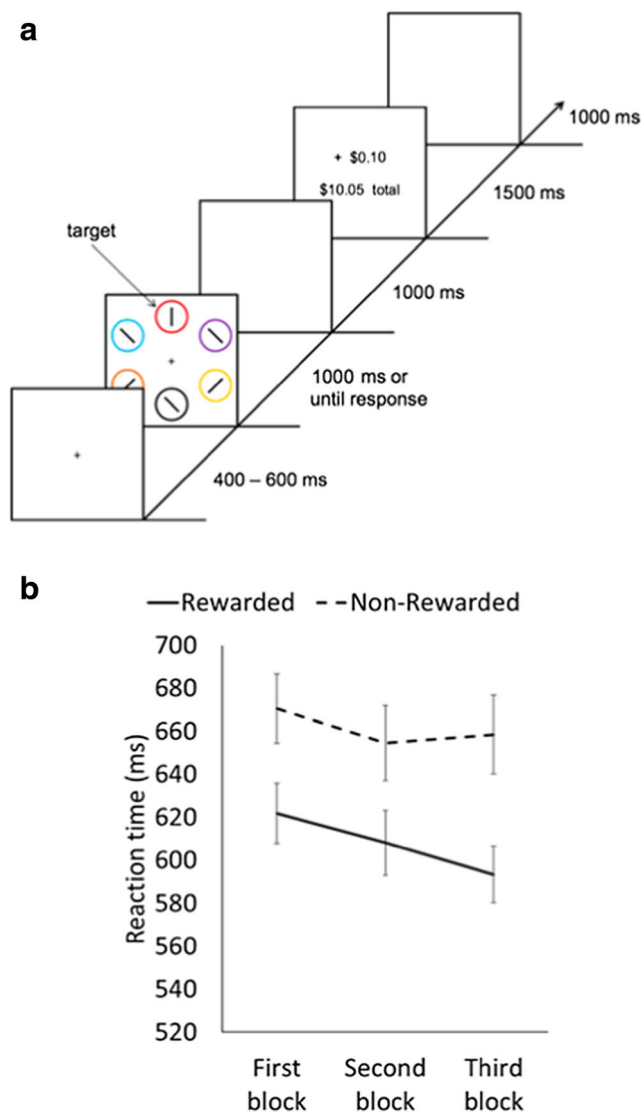 a
1000 ms
+ $0.10
$10.05 total
1500 ms
target
1000 ms
+
1000 ms or
until response
+
400 – 600 ms
b
Rewarded Non-Rewarded
700
680
660
640
620
600
580
560
540
520
Reaction time (ms)
First Second Third
block block block